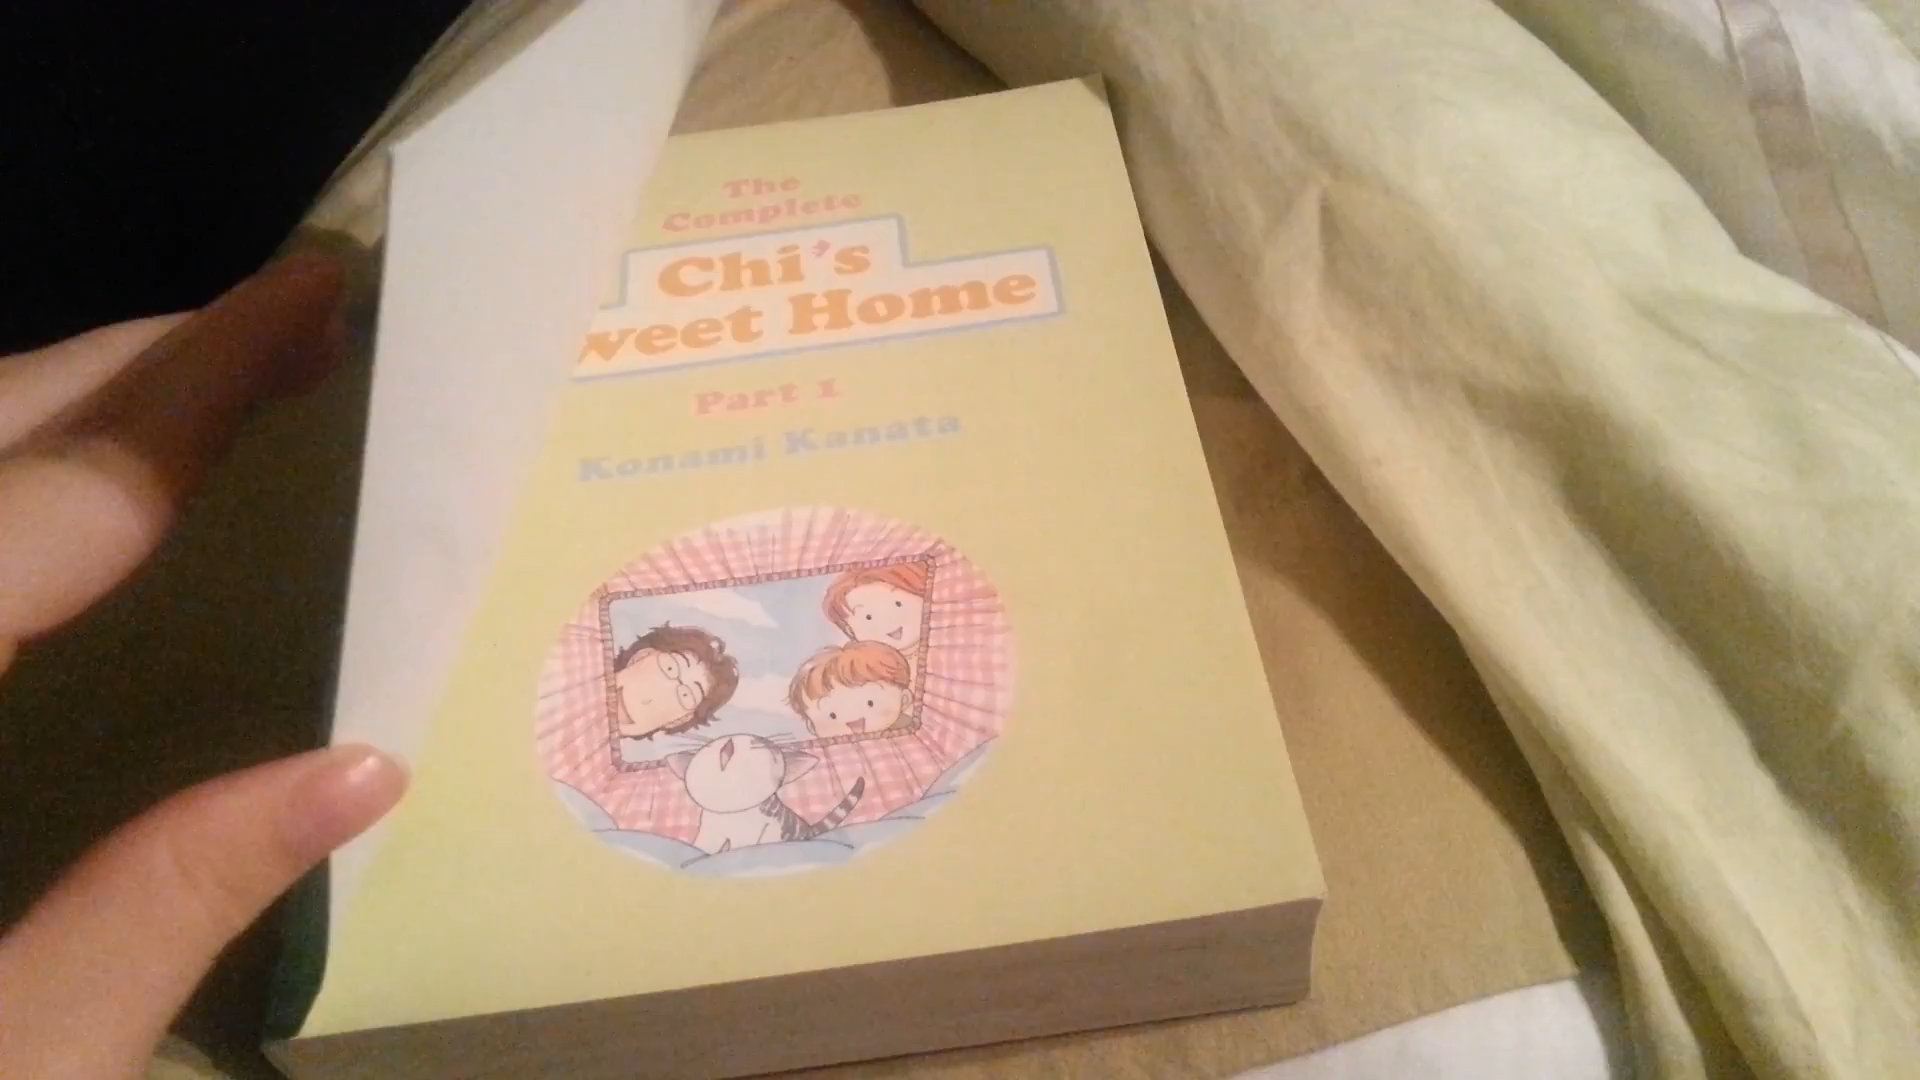 The
Complete
Chi's
weet Home
Part 1
Konami Kanata